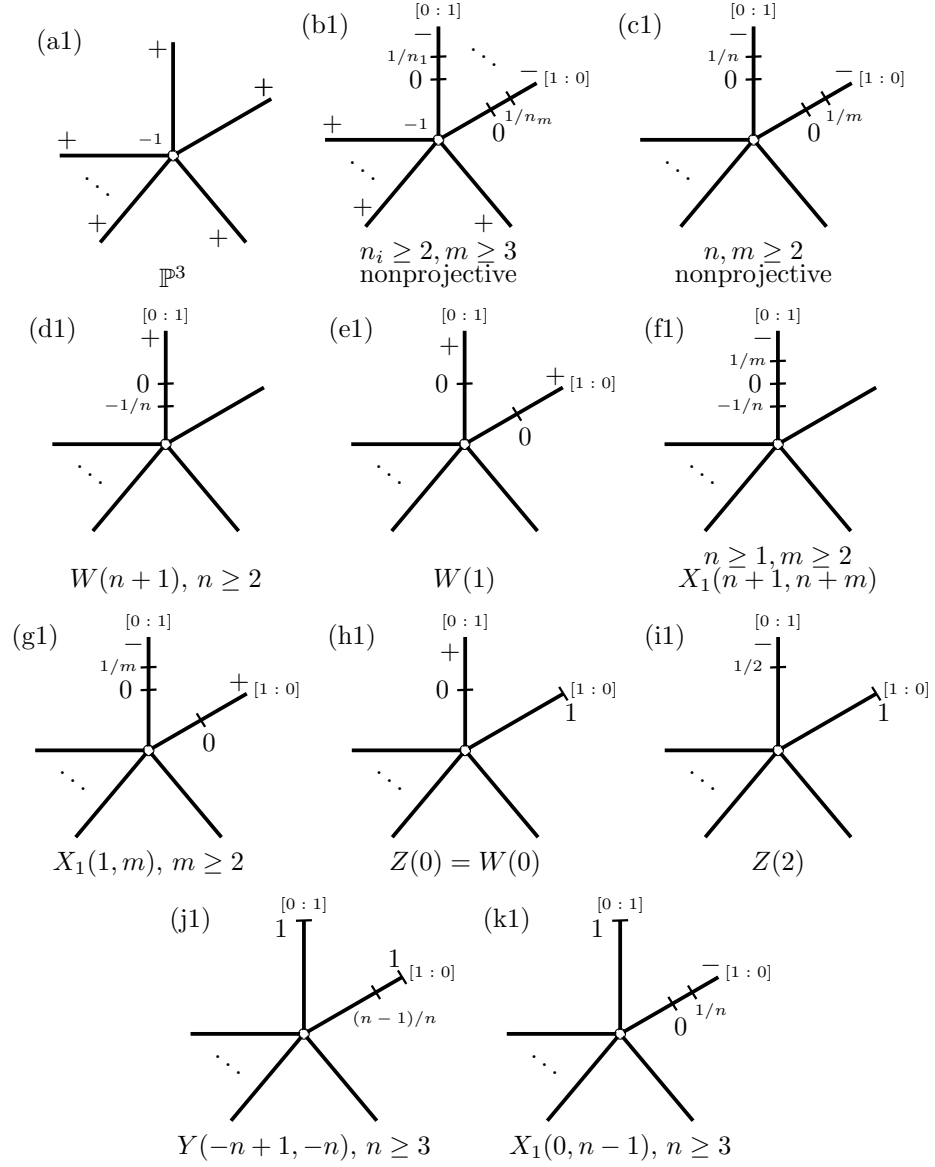 (a1)
+
+
+
-1
+
+
ℙ³
(b1)
[0 : 1]
−
1/n₁
0
− [1 : 0]
1/nₘ
0
-1
+
+
+
nᵢ ≥ 2, m ≥ 3
nonprojective
(c1)
[0 : 1]
−
1/n
0
− [1 : 0]
1/m
0
n, m ≥ 2
nonprojective
(d1)
[0 : 1]
+
0
−1/n
W(n + 1), n ≥ 2
(e1)
[0 : 1]
+
0
+ [1 : 0]
0
W(1)
(f1)
[0 : 1]
−
1/m
0
−1/n
n ≥ 1, m ≥ 2
X₁(n + 1, n + m)
(g1)
[0 : 1]
−
1/m
0
+ [1 : 0]
0
X₁(1, m), m ≥ 2
(h1)
[0 : 1]
+
0
[1 : 0]
1
Z(0) = W(0)
(i1)
[0 : 1]
−
1/2
[1 : 0]
1
Z(2)
(j1)
[0 : 1]
1
1
[1 : 0]
(n − 1)/n
Y(−n + 1, −n), n ≥ 3
(k1)
[0 : 1]
1
− [1 : 0]
1/n
0
X₁(0, n − 1), n ≥ 3